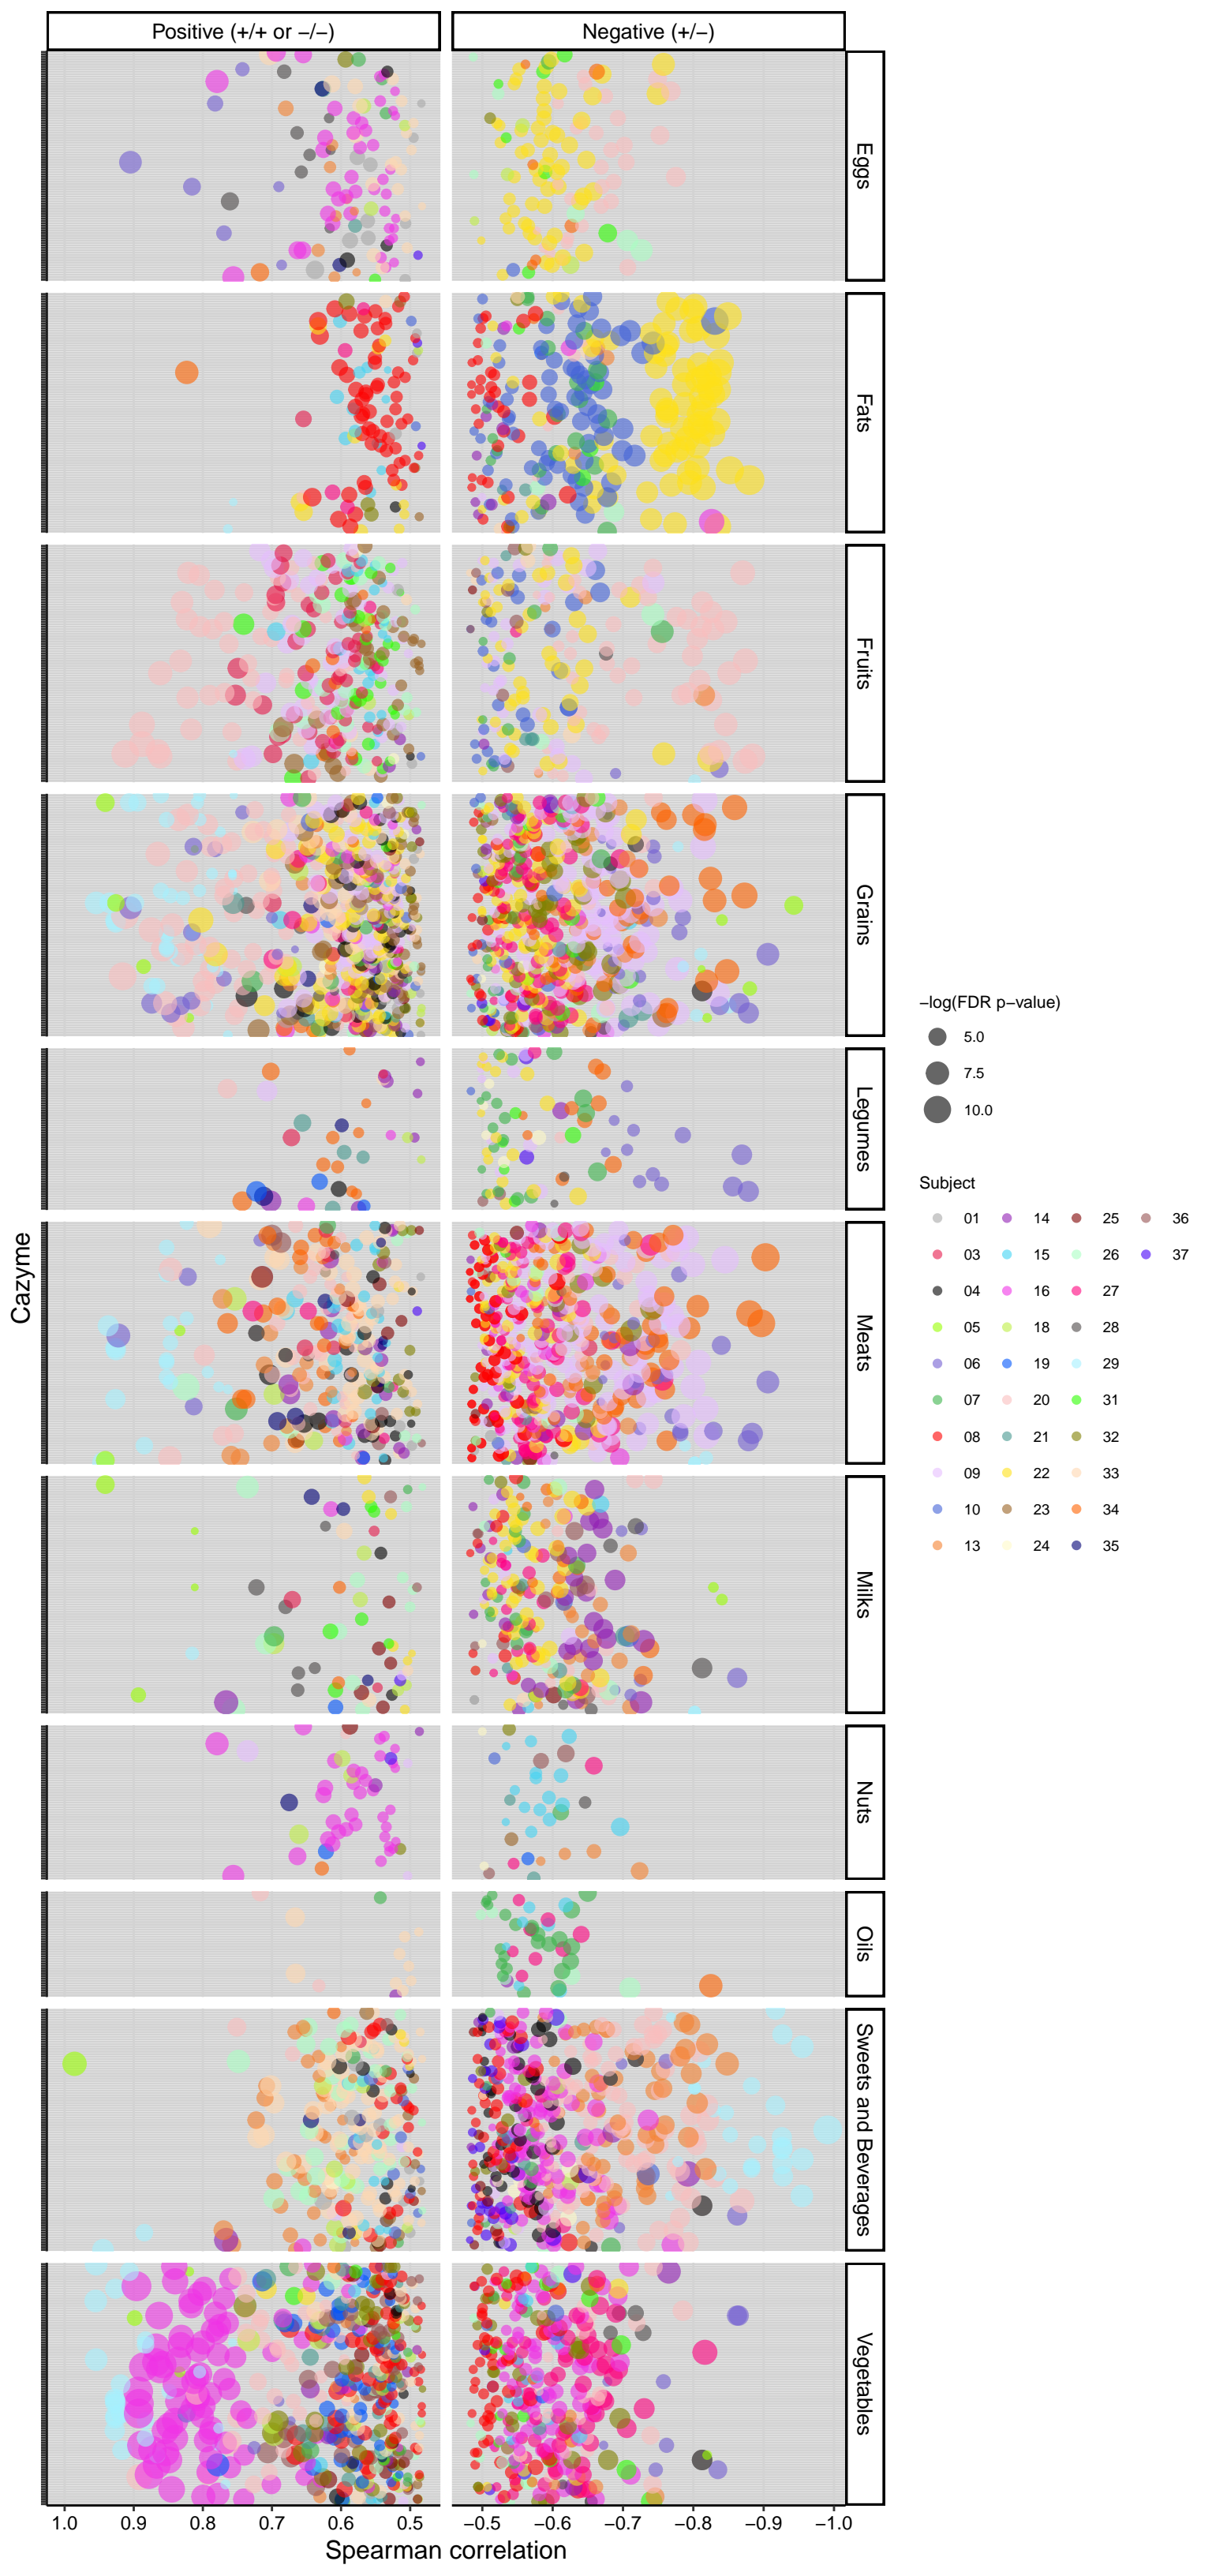 Positive (+/+ or −/−)
Negative (+/−)
Eggs
Fats
Fruits
Grains
Legumes
Meats
Milks
Nuts
Oils
Sweets and Beverages
Vegetables
Cazyme
1.0 0.9 0.8 0.7 0.6 0.5
−0.5 −0.6 −0.7 −0.8 −0.9 −1.0
Spearman correlation
−log(FDR p−value)
5.0
7.5
10.0
Subject
01 14 25 36
03 15 26 37
04 16 27
05 18 28
06 19 29
07 20 31
08 21 32
09 22 33
10 23 34
13 24 35